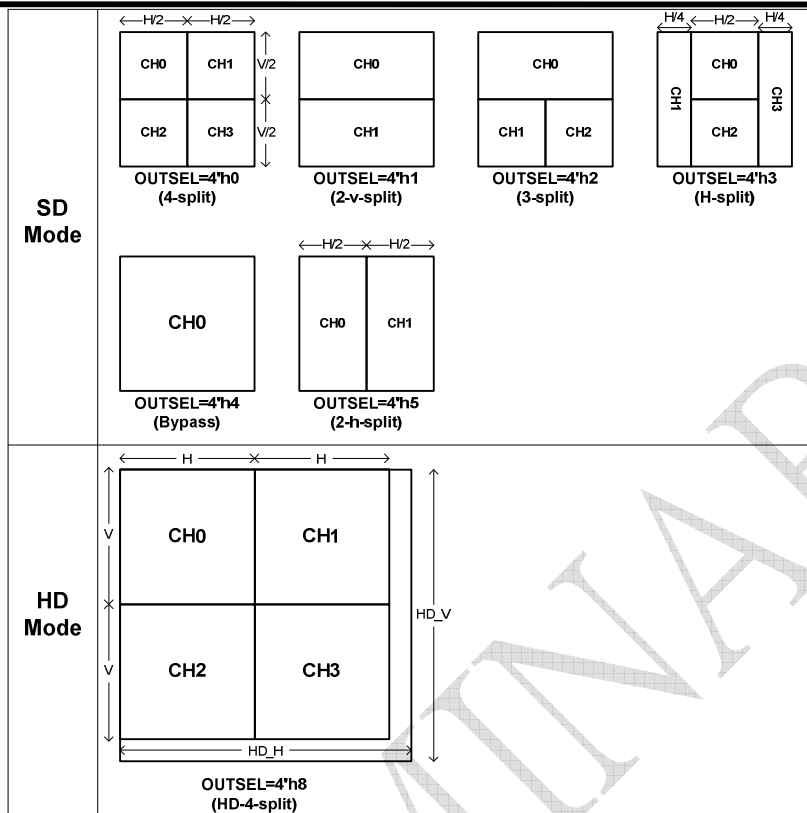 SD
Mode
H/2 H/2
CH0 CH1
V/2
CH2 CH3
V/2
OUTSEL=4'h0
(4-split)
CH0
CH1
OUTSEL=4'h1
(2-v-split)
CH0
CH1 CH2
OUTSEL=4'h2
(3-split)
H/4 H/2 H/4
CH1
CH0
CH2
CH3
OUTSEL=4'h3
(H-split)
CH0
OUTSEL=4'h4
(Bypass)
H/2 H/2
CH0 CH1
OUTSEL=4'h5
(2-h-split)
HD
Mode
H H
V
CH0 CH1
HD_V
V
CH2 CH3
HD_H
OUTSEL=4'h8
(HD-4-split)
MINAR